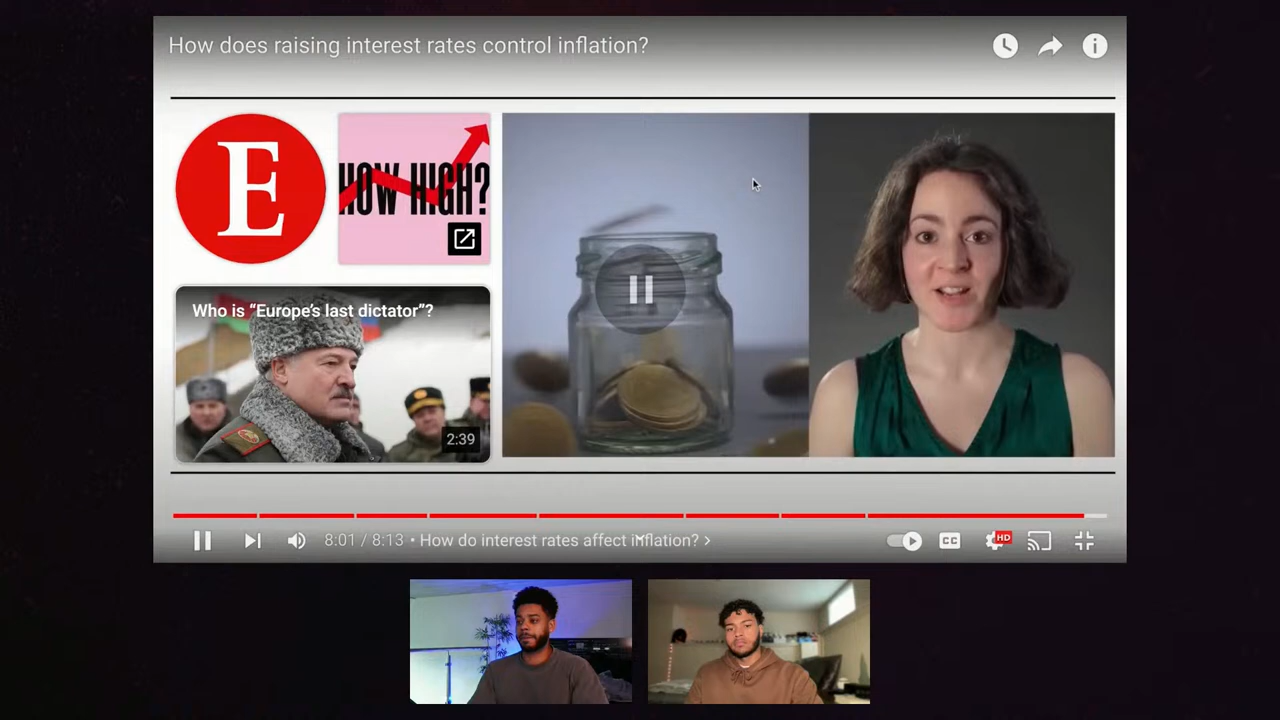 How does raising interest rates control inflation?
E
HOW HIGH?
Who is “Europe’s last dictator”?
2:39
8:01 / 8:13 • How do interest rates affect inflation?
CC
HD